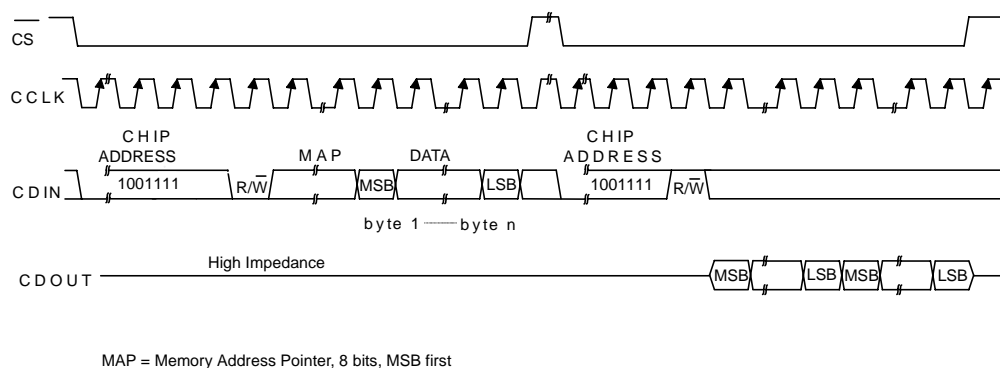 CS
CCLK
CHIP
ADDRESS
MAP
DATA
CHIP
ADDRESS
CDIN
1001111
R/W
MSB
LSB
1001111
R/W
byte 1
byte n
High Impedance
CDOUT
MSB
LSB
MSB
LSB
MAP = Memory Address Pointer, 8 bits, MSB first